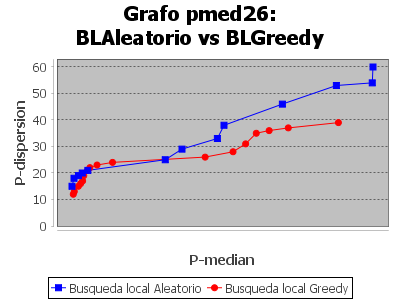 Grafo pmed26:
BLAleatorio vs BLGreedy
P-dispersion
60
50
40
30
20
10
0
P-median
Busqueda local Aleatorio
Busqueda local Greedy